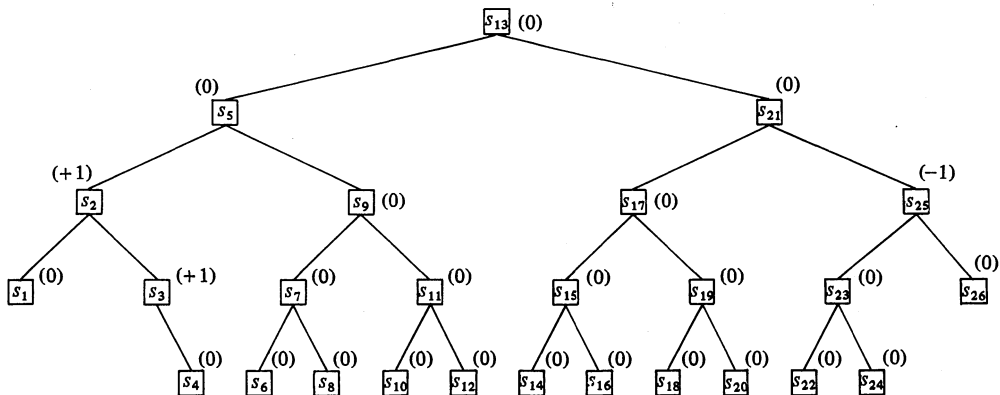 s₁₃ (0)
(0) (0)
s₅ s₂₁
(+1) (−1)
s₂ s₉ (0) s₁₇ (0) s₂₅
s₁ (0) s₃ (+1) s₇ (0) s₁₁ (0) s₁₅ (0) s₁₉ (0) s₂₃ (0) s₂₆ (0)
s₄ (0) s₆ (0) s₈ (0) s₁₀ (0) s₁₂ (0) s₁₄ (0) s₁₆ (0) s₁₈ (0) s₂₀ (0) s₂₂ (0) s₂₄ (0)